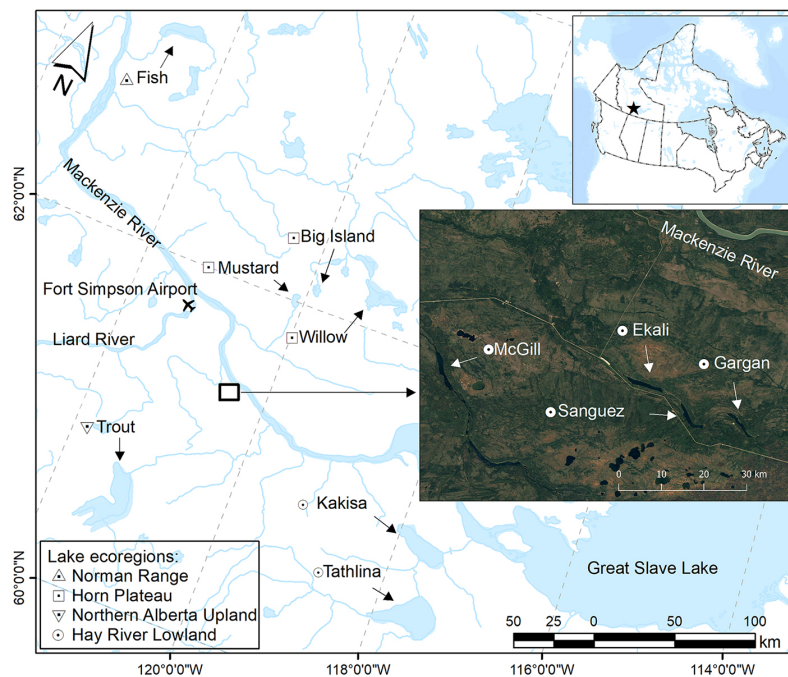 N
Fish
62°0'0"N
Mackenzie River
Big Island
Mustard
Fort Simpson Airport
Willow
Liard River
Trout
Mackenzie River
Ekali
McGill
Gargan
Sanguez
0 10 20 30 km
Kakisa
Tathlina
Great Slave Lake
60°0'0"N
Lake ecoregions:
Norman Range
Horn Plateau
Northern Alberta Upland
Hay River Lowland
50 25 0 50 100
km
120°0'0"W 118°0'0"W 116°0'0"W 114°0'0"W